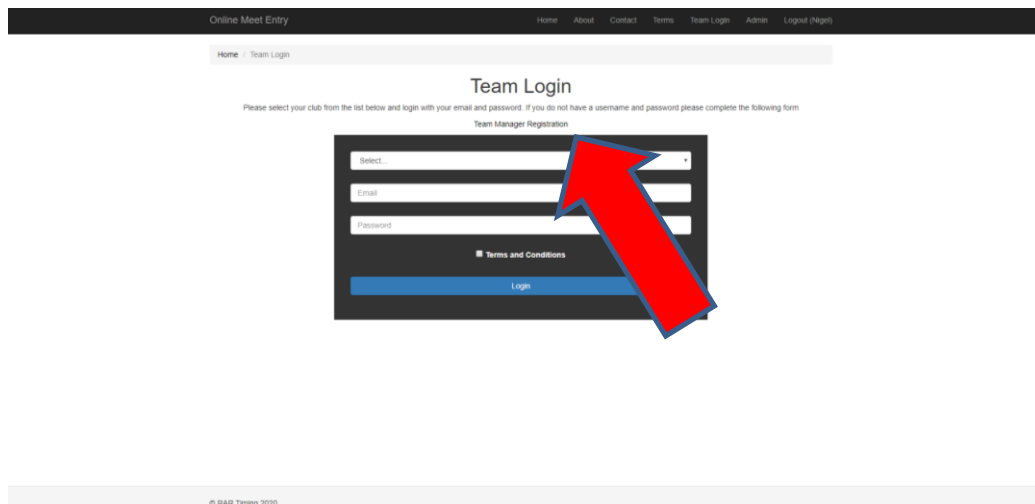 Online Meet Entry Home About Contact Terms Team Login Admin Logout (Nigel)
Home / Team Login
Team Login
Please select your club from the list below and login with your email and password. If you do not have a username and password please complete the following form
Team Manager Registration
Select...
Email
Password
Terms and Conditions
Login
Timing 2020